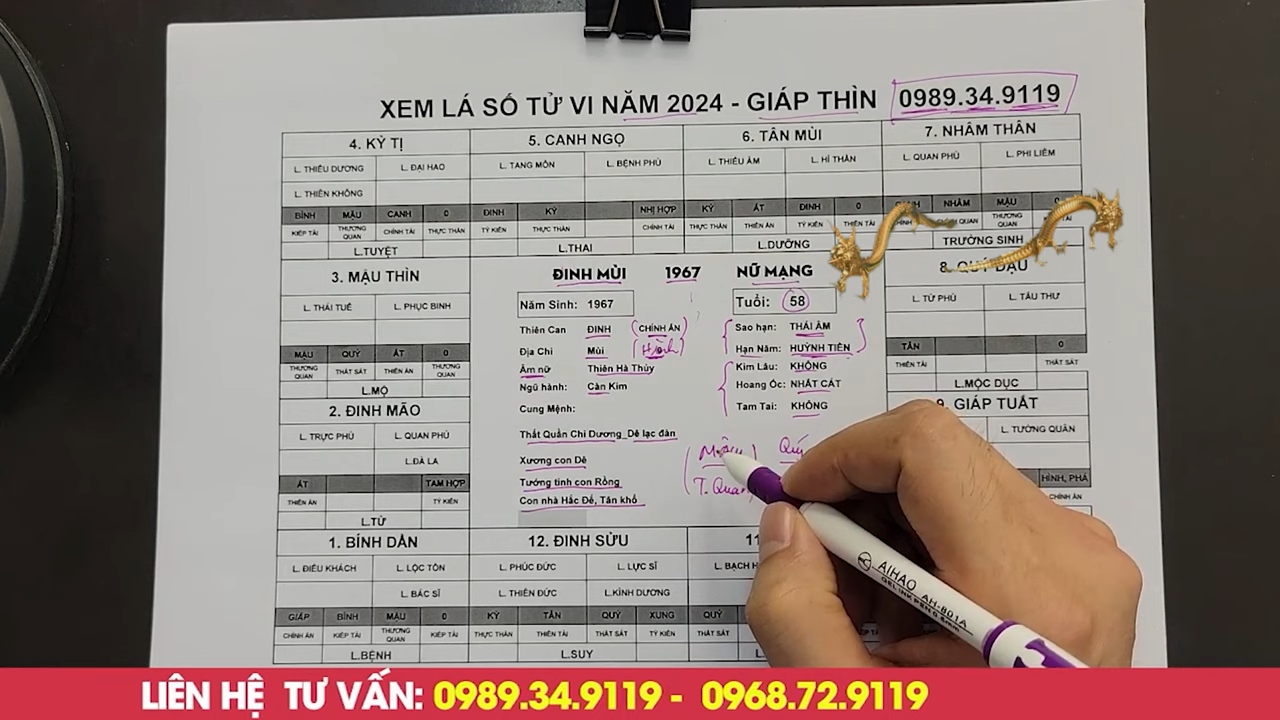 XEM LÁ SỐ TỬ VI NĂM 2024 - GIÁP THÌN 0989.34.9119
4. KỶ TỊ 5. CANH NGỌ 6. TÂN MÙI 7. NHÂM THÂN
L. THIẾU DƯƠNG L. ĐẠI HAO L. TANG MÔN L. BỆNH PHÙ L. THIẾU ÂM L. HỈ THẦN L. QUAN PHÙ L. PHI LIÊM
L. THIÊN KHÔNG
BÍNH MẬU CANH 0 ĐINH KỶ NHỊ HỢP KỶ ẤT ĐINH 0 NHÂM MẬU
KIẾP TÀI THƯƠNG QUAN CHÍNH TÀI THỰC THẦN TỶ KIÊN THỰC THẦN CHÍNH TÀI THỰC THẦN THIÊN ẤN TỶ KIÊN THIÊN TÀI THƯƠNG QUAN
L.TUYỆT L.THAI L.DƯỠNG TRƯỜNG SINH
3. MẬU THÌN ĐINH MÙI 1967 NỮ MẠNG 8. QUÝ DẬU
L. THÁI TUẾ L. PHỤC BINH Năm Sinh: 1967 Tuổi: 58 L. TỬ PHÙ L. TẤU THƯ
Thiên Can ĐINH (CHÍNH ẤN) Sao hạn: THÁI ÂM
Địa Chi Mùi Hạn Năm: HUỲNH TIỀN
MẬU QUÝ ẤT 0 TÂN 0
THƯƠNG QUAN THẤT SÁT THIÊN ẤN THƯƠNG QUAN Âm nữ Thiên Hà Thủy Kim Lâu: KHÔNG THIÊN TÀI THẤT SÁT
L.MỘ Ngũ hành: Càn Kim Hoang Ốc: NHẤT CÁT L.MỘC DỤC
2. ĐINH MÃO Cung Mệnh: Tam Tai: KHÔNG 9. GIÁP TUẤT
L. TRỰC PHÙ L. QUAN PHÙ Thất Quần Chi Dương_Dê lạc đàn L. TƯỚNG QUÂN
L.ĐÀ LA Xương con Dê Quý
ẤT TAM HỢP Tướng tinh con Rồng T. Quan HÌNH, PHÁ
THIÊN ẤN TỶ KIÊN Con nhà Hắc Đế, Tân khổ CHÍNH ẤN
L.TỬ
1. BÍNH DẦN 12. ĐINH SỬU 11
L. ĐIẾU KHÁCH L. LỘC TỒN L. PHÚC ĐỨC L. LỰC SĨ L. BẠCH H
L. BÁC SĨ L. THIÊN ĐỨC L.KÌNH DƯƠNG
GIÁP BÍNH MẬU 0 KỶ TÂN QUÝ XUNG QUÝ
CHÍNH ẤN KIẾP TÀI THƯƠNG QUAN KIẾP TÀI THỰC THẦN THIÊN TÀI THẤT SÁT TỶ KIÊN THẤT SÁT
L.BỆNH L.SUY
AIHAO AH-801A
GEL INK PEN 0.5mm
LIÊN HỆ TƯ VẤN: 0989.34.9119 - 0968.72.9119